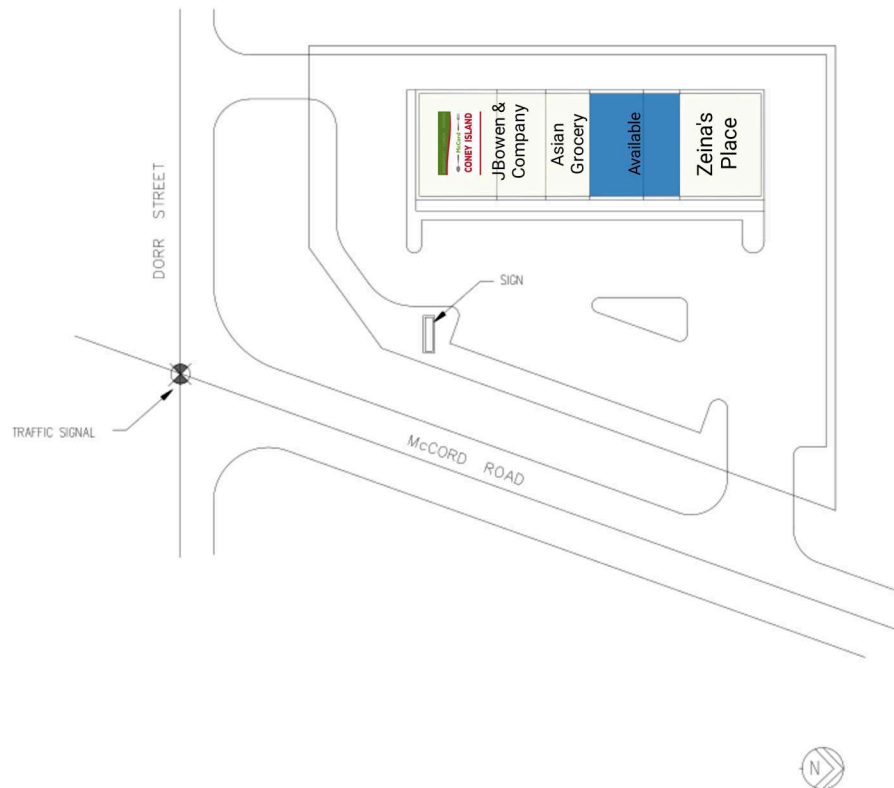 DORR STREET
McCord
CONEY ISLAND
JBowen &
Company
Asian
Grocery
Available
Zeina's
Place
SIGN
TRAFFIC SIGNAL
McCORD ROAD
N